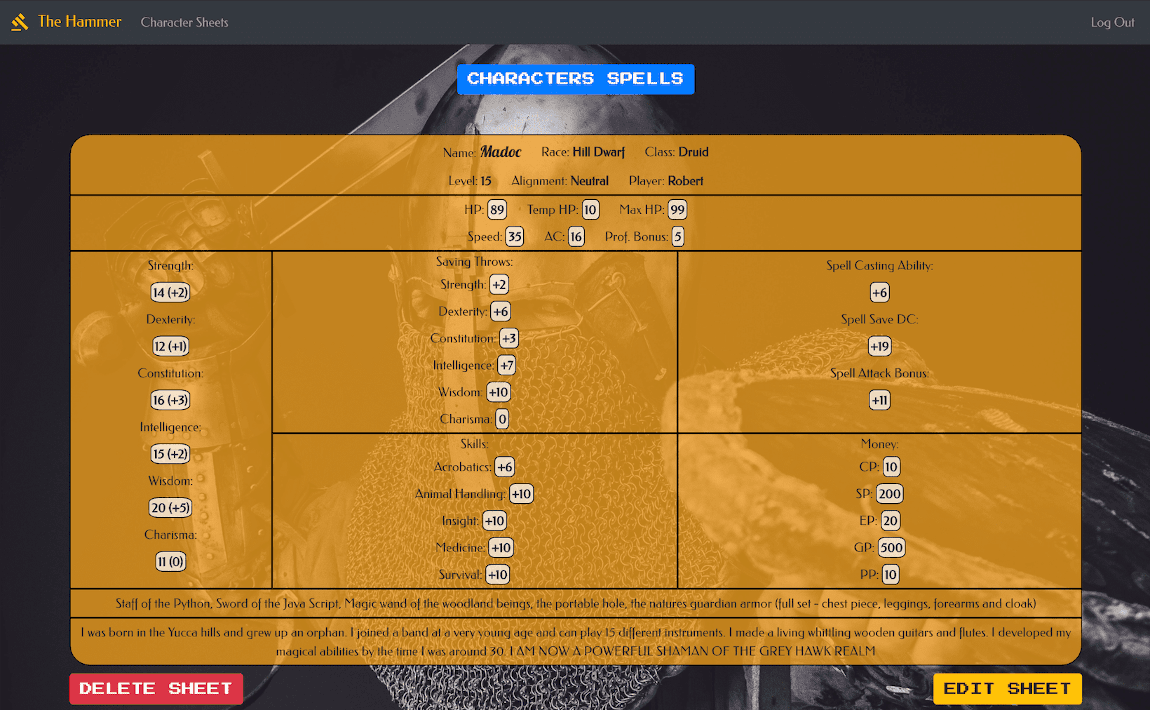 The Hammer Character Sheets Log Out
CHARACTERS SPELLS
Name: Madoc Race: Hill Dwarf Class: Druid
Level: 15 Alignment: Neutral Player: Robert
HP: 89 Temp HP: 10 Max HP: 99
Speed: 35 AC: 16 Prof. Bonus: 5
Strength:
14 (+2)
Dexterity:
12 (+1)
Constitution:
16 (+3)
Intelligence:
15 (+2)
Wisdom:
20 (+5)
Charisma:
11 (0)
Saving Throws:
Strength: +2
Dexterity: +6
Constitution: +3
Intelligence: +7
Wisdom: +10
Charisma: 0
Spell Casting Ability:
+6
Spell Save DC:
+19
Spell Attack Bonus:
+11
Skills:
Acrobatics: +6
Animal Handling: +10
Insight: +10
Medicine: +10
Survival: +10
Money:
CP: 10
SP: 200
EP: 20
GP: 500
PP: 10
Staff of the Python, Sword of the Java Script, Magic wand of the woodland beings, the portable hole, the natures guardian armor (full set - chest piece, leggings, forearms and cloak)
I was born in the Yucca hills and grew up an orphan. I joined a band at a very young age and can play 15 different instruments. I made a living whittling wooden guitars and flutes. I developed my
magical abilities by the time I was around 30. I AM NOW A POWERFUL SHAMAN OF THE GREY HAWK REALM
DELETE SHEET EDIT SHEET